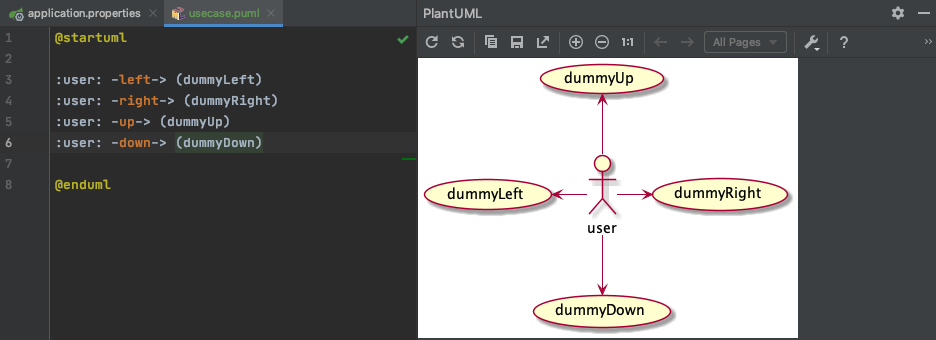 application.properties
usecase.puml
PlantUML
1 @startuml
2
3 :user: -left-> (dummyLeft)
4 :user: -right-> (dummyRight)
5 :user: -up-> (dummyUp)
6 :user: -down-> (dummyDown)
7
8 @enduml
1:1
All Pages
?
»
dummyUp
dummyLeft
dummyRight
user
dummyDown